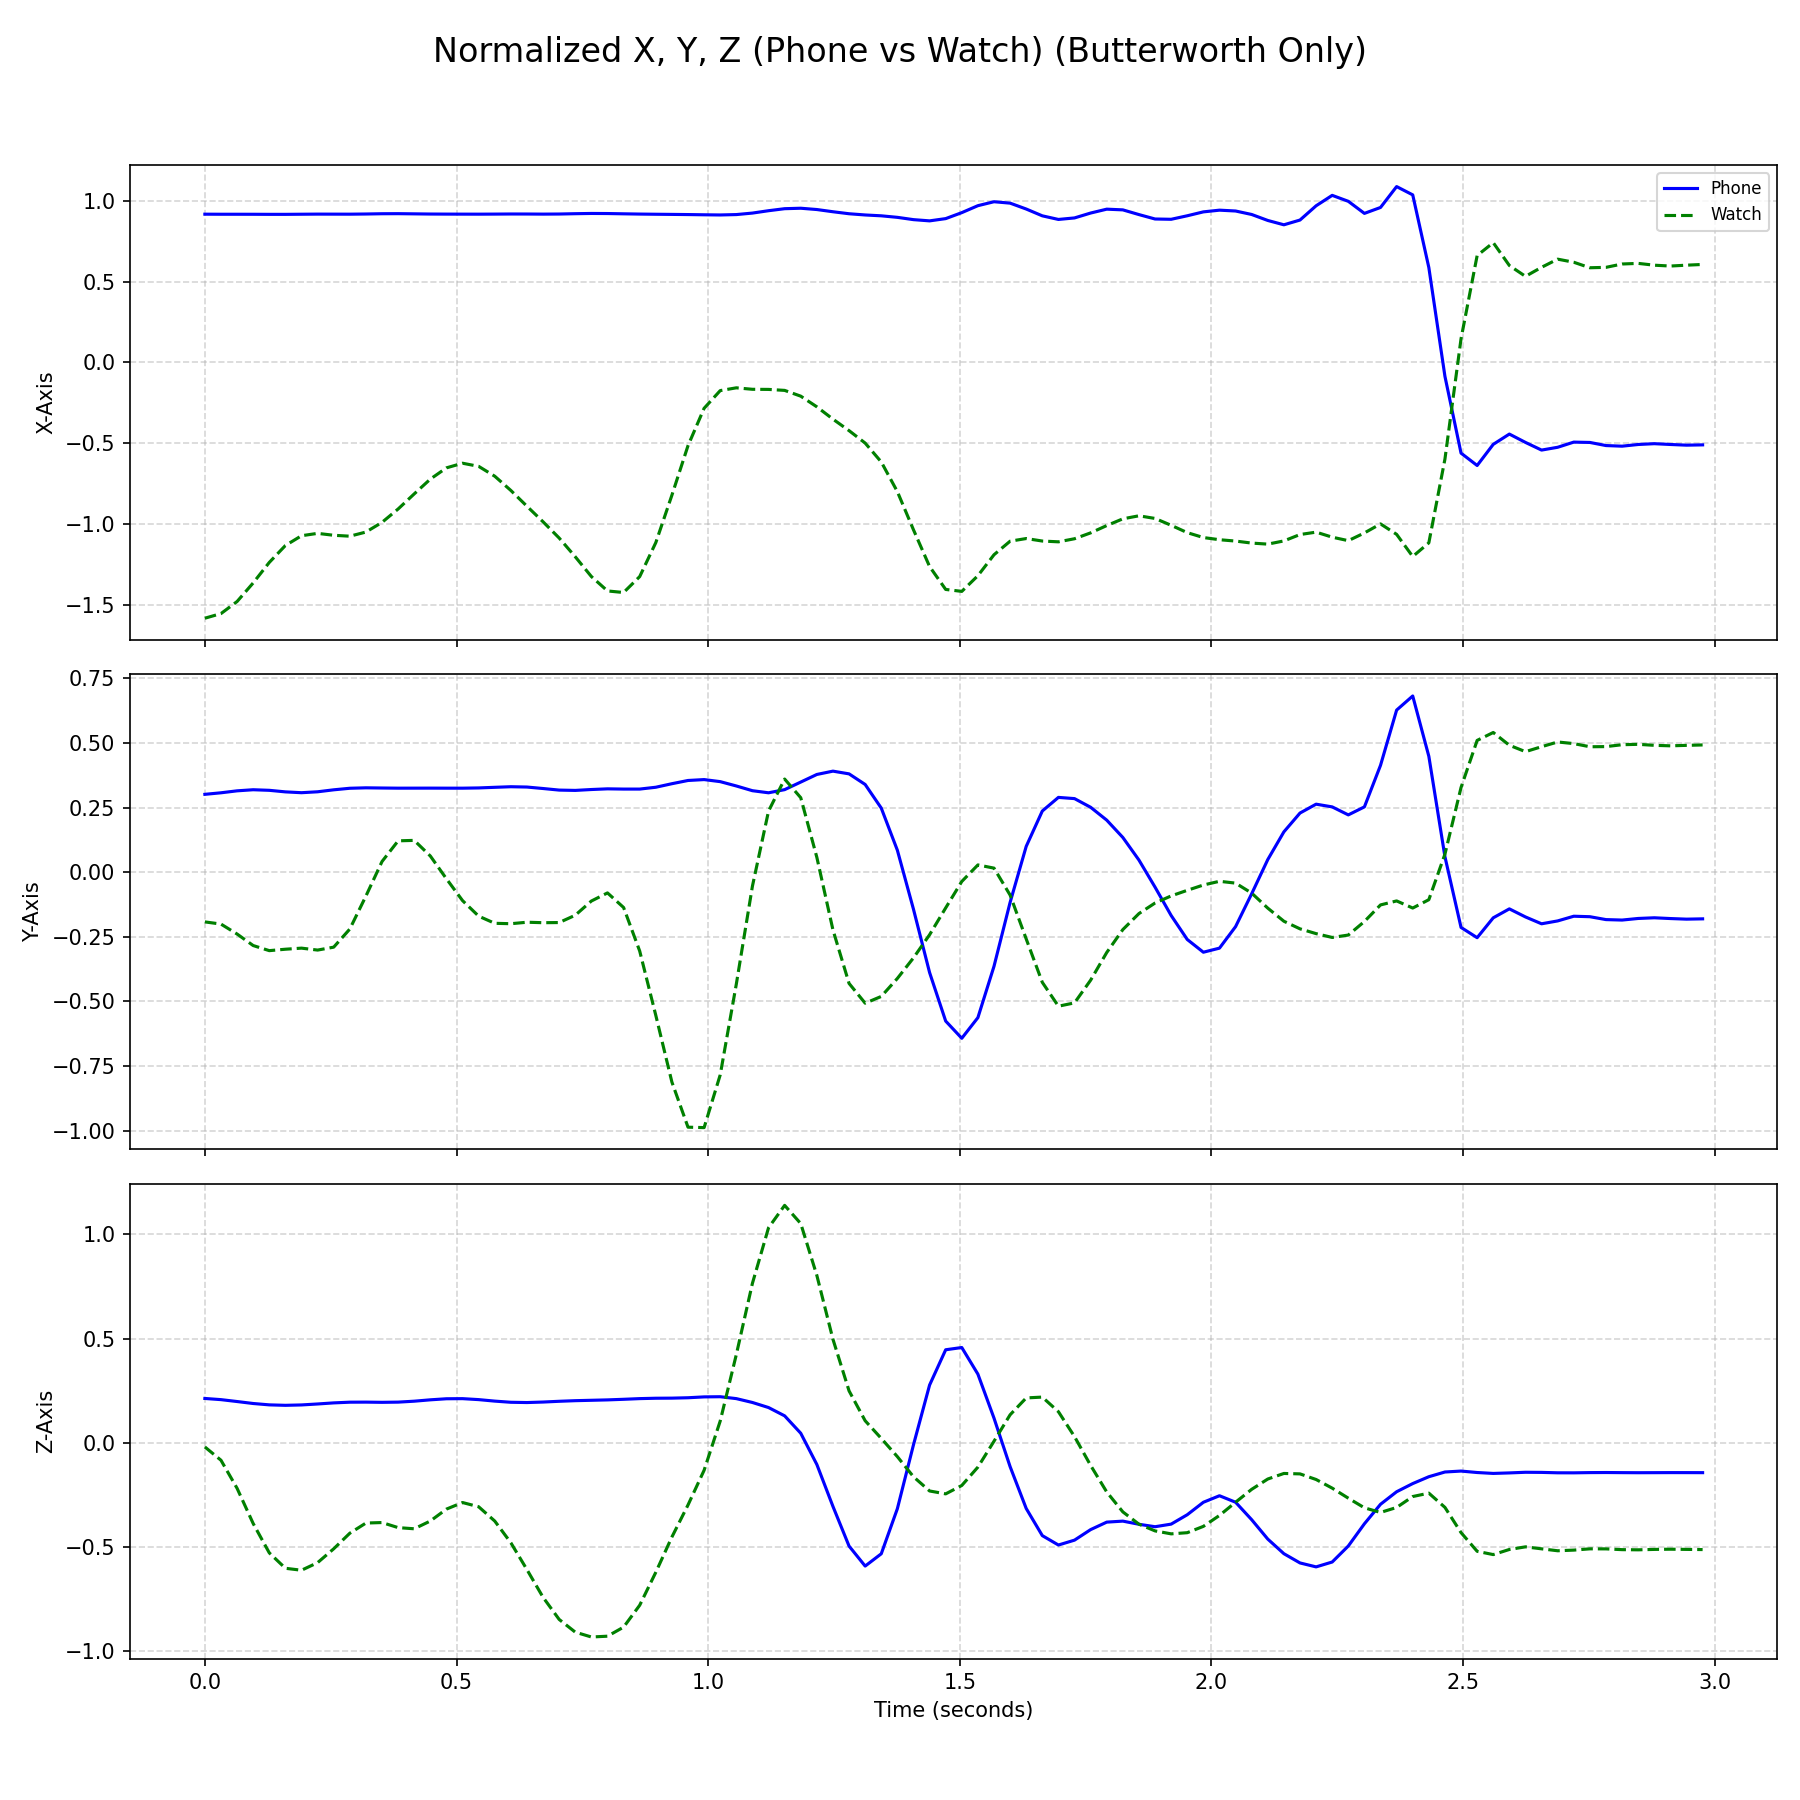 Normalized X, Y, Z (Phone vs Watch) (Butterworth Only)
Phone
Watch
1.0
0.5
0.0
−0.5
−1.0
−1.5
X-Axis
0.75
0.50
0.25
0.00
−0.25
−0.50
−0.75
−1.00
Y-Axis
1.0
0.5
0.0
−0.5
−1.0
Z-Axis
0.0 0.5 1.0 1.5 2.0 2.5 3.0
Time (seconds)